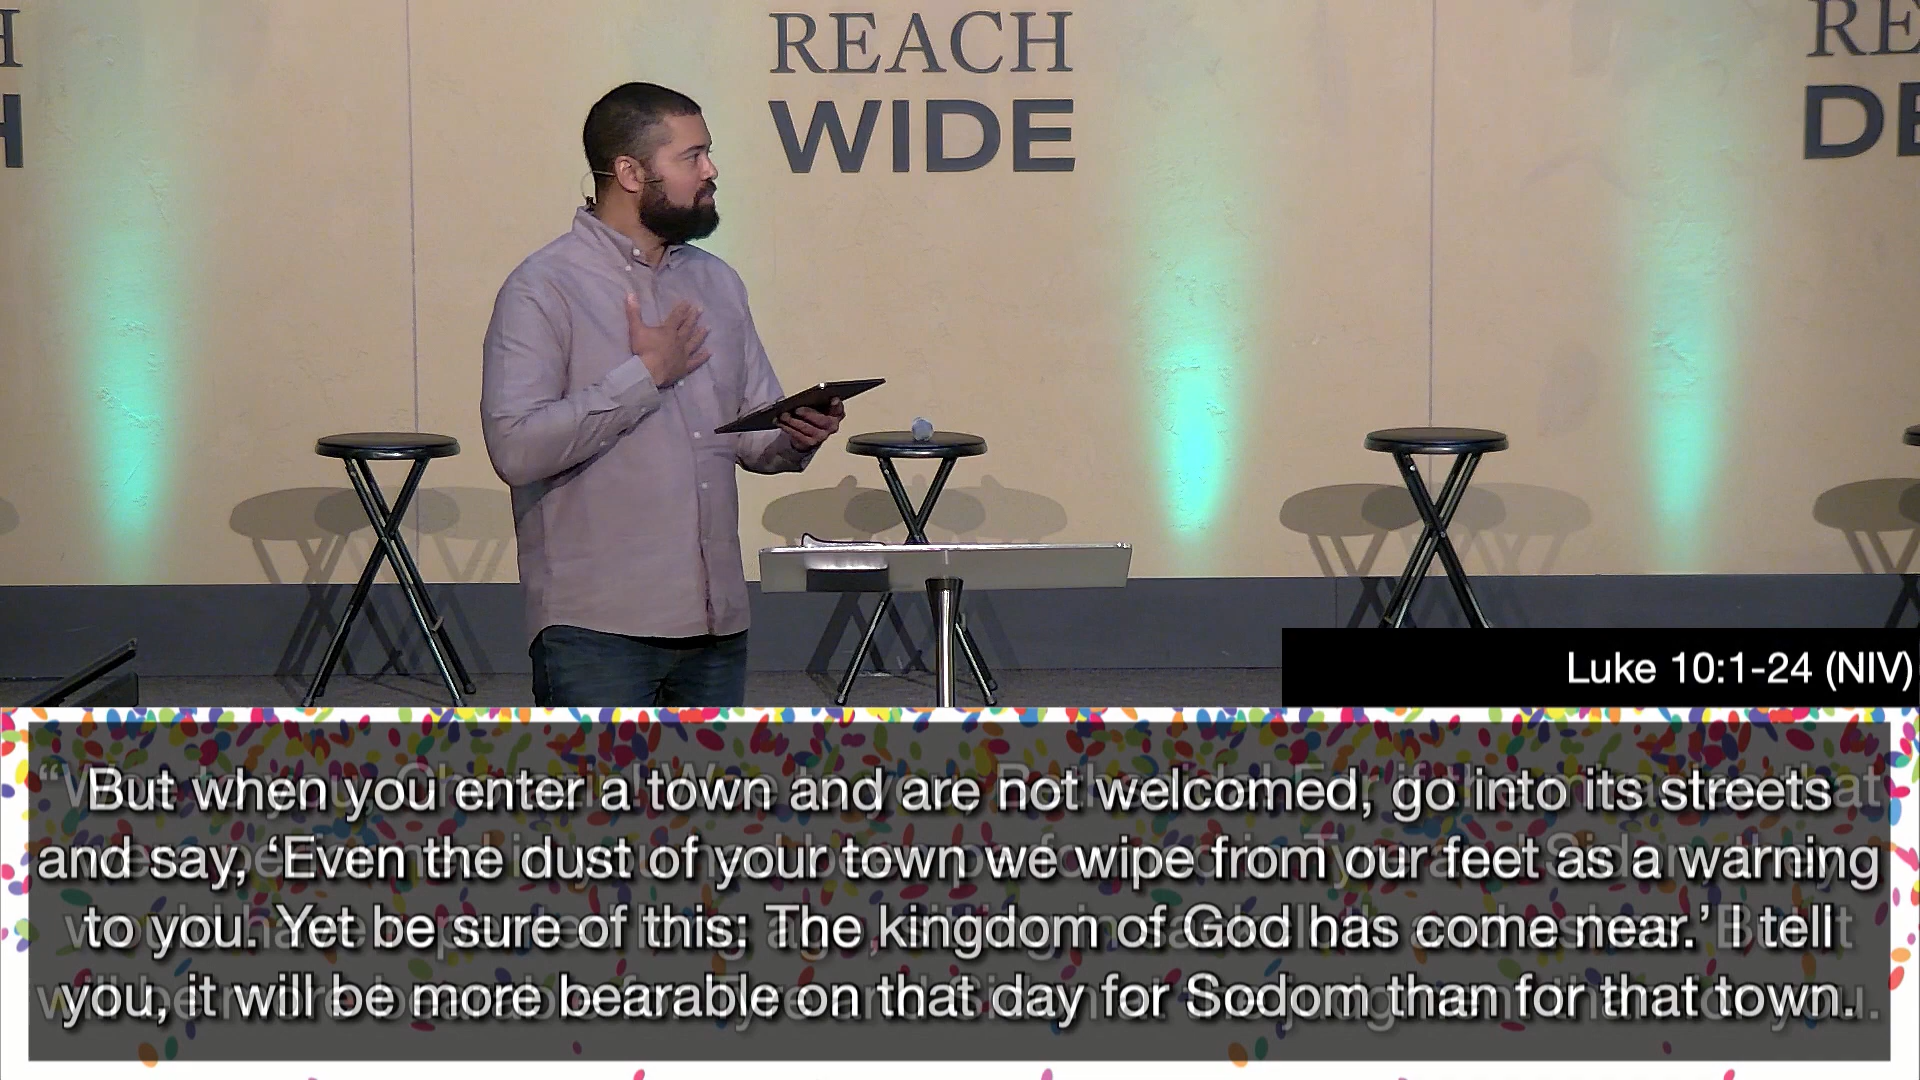 H
H
REACH
WIDE
RE
DE
Luke 10:1-24 (NIV)
But when you enter a town and are not welcomed, go into its streets
and say, ‘Even the dust of your town we wipe from our feet as a warning
to you. Yet be sure of this: The kingdom of God has come near.’ I tell
you, it will be more bearable on that day for Sodom than for that town.